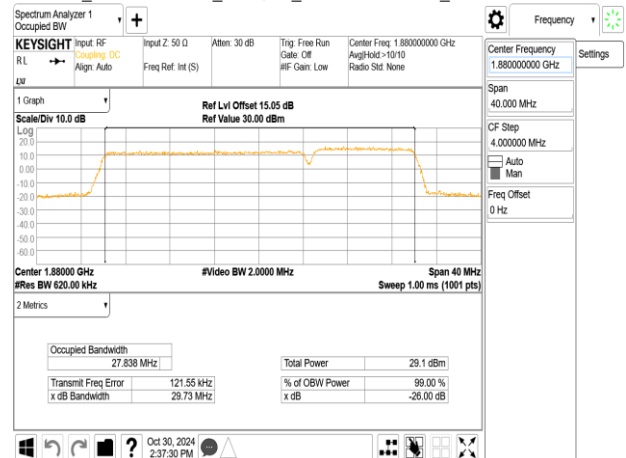 Spectrum Analyzer 1
Occupied BW
KEYSIGHT
RL
LXI
Input: RF
Coupling: DC
Align: Auto
Input Z: 50 Ω
Freq Ref: Int (S)
Atten: 30 dB
Trig: Free Run
Gate: Off
#IF Gain: Low
Center Freq: 1.880000000 GHz
Avg|Hold:>10/10
Radio Std: None
1 Graph
Scale/Div 10.0 dB
Ref Lvl Offset 15.05 dB
Ref Value 30.00 dBm
Log
20.0
10.0
0.00
-10.0
-20.0
-30.0
-40.0
-50.0
-60.0
Center 1.88000 GHz
#Res BW 620.00 kHz
#Video BW 2.0000 MHz
Span 40 MHz
Sweep 1.00 ms (1001 pts)
2 Metrics
Occupied Bandwidth
27.838 MHz
Transmit Freq Error 121.55 kHz
x dB Bandwidth 29.73 MHz
Total Power 29.1 dBm
% of OBW Power 99.00 %
x dB -26.00 dB
?
Oct 30, 2024
2:37:30 PM
Frequency
Center Frequency
1.880000000 GHz
Settings
Span
40.000 MHz
CF Step
4.000000 MHz
Auto
Man
Freq Offset
0 Hz